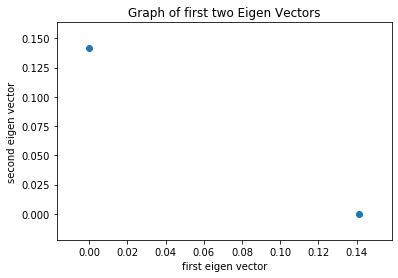 Graph of first two Eigen Vectors
second eigen vector
0.150
0.125
0.100
0.075
0.050
0.025
0.000
0.00 0.02 0.04 0.06 0.08 0.10 0.12 0.14
first eigen vector